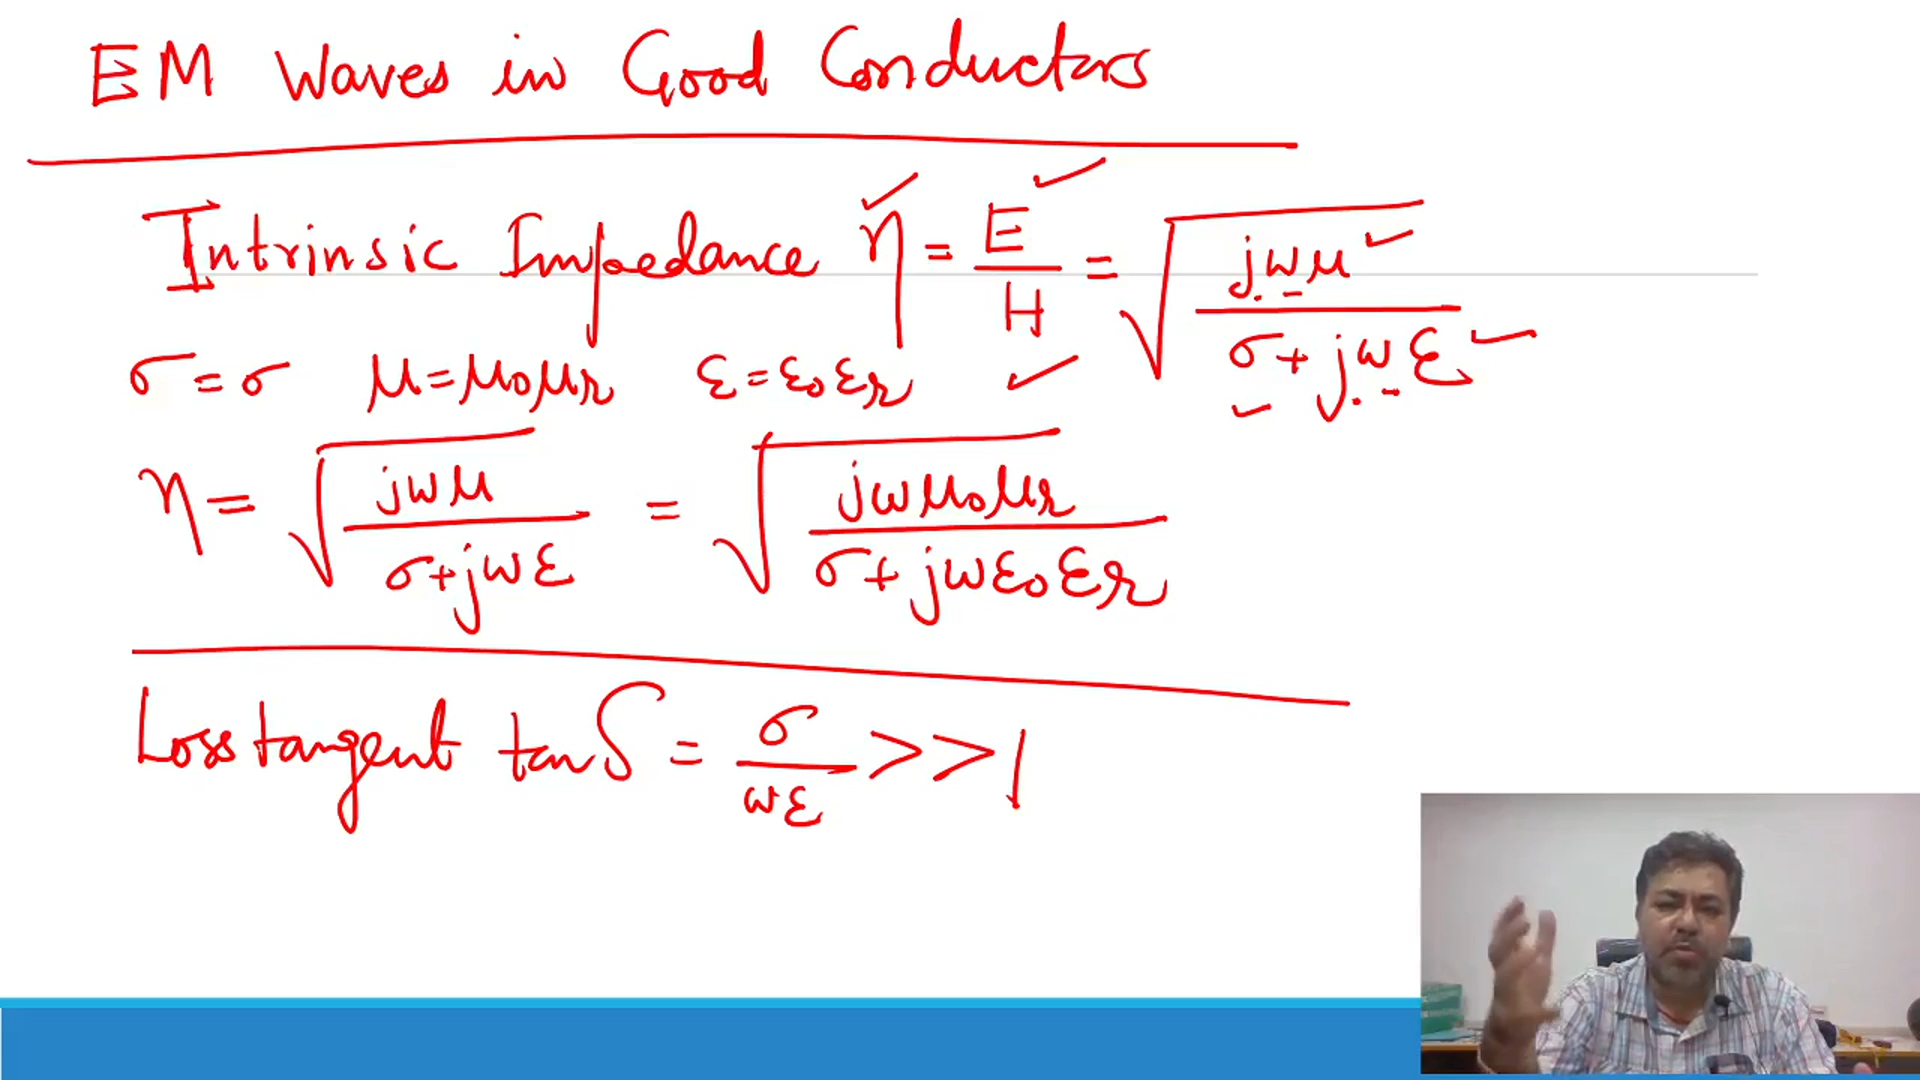 EM Waves in Good Conductors
Intrinsic Impedance η = E/H = √(jωμ/(σ+jωε))
σ = σ μ = μ₀μr ε = ε₀εr
η = √(jωμ/(σ+jωε)) = √(jωμ₀μr/(σ+jωε₀εr))
Loss tangent tan δ = σ/ωε >> 1